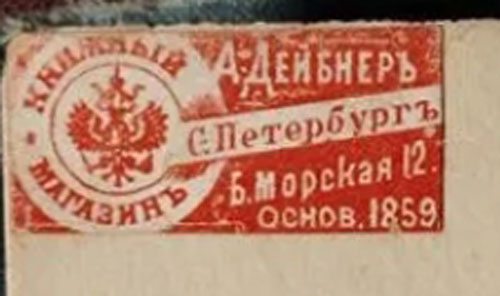 КНИЖНЫЙ
МАГАЗИНЪ
А. ДЕЙБНЕРЪ
С. Петербургъ
Б. Морская 12.
ОСНОВ. 1859